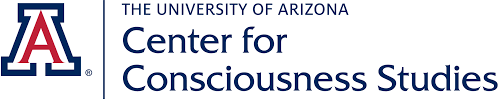 A®
THE UNIVERSITY OF ARIZONA
Center for
Consciousness Studies